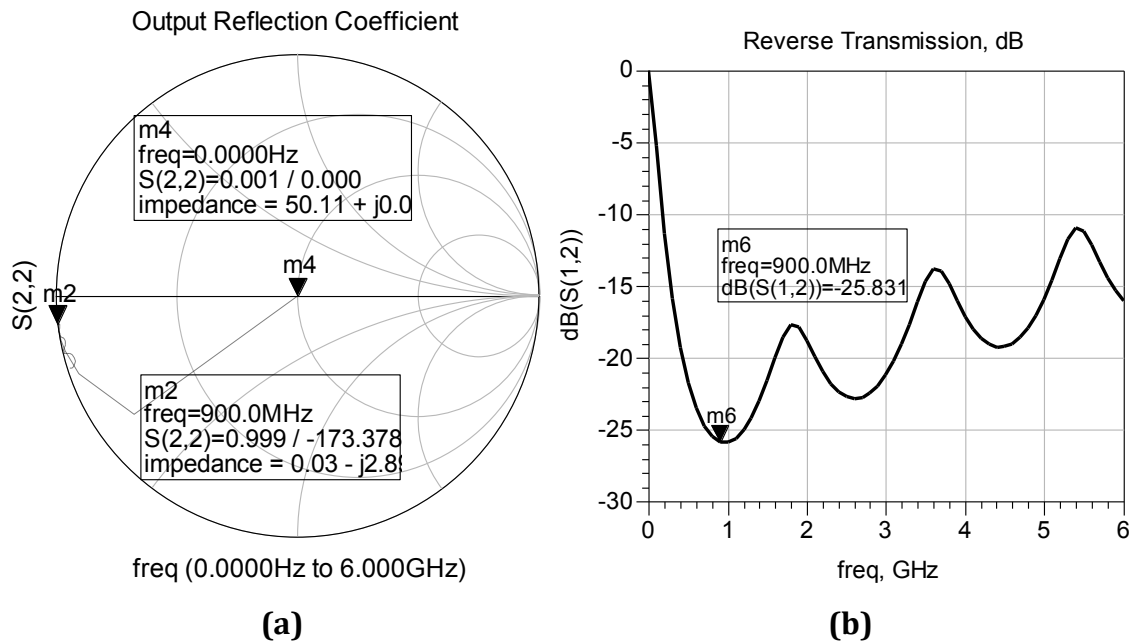 Output Reflection Coefficient
m4
freq=0.0000Hz
S(2,2)=0.001 / 0.000
impedance = 50.11 + j0.0
m4
m2
S(2,2)
m2
freq=900.0MHz
S(2,2)=0.999 / -173.378
impedance = 0.03 - j2.89
freq (0.0000Hz to 6.000GHz)
(a)
Reverse Transmission, dB
0
-5
-10
-15
-20
-25
-30
dB(S(1,2))
m6
freq=900.0MHz
dB(S(1,2))=-25.831
m6
0
1
2
3
4
5
6
freq, GHz
(b)